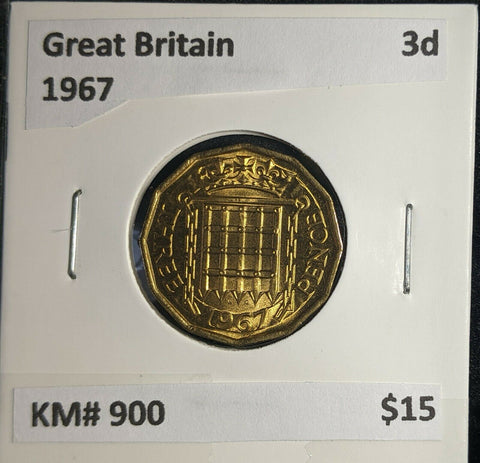 Great Britain 3d
1967
THREE PENCE
1967
KM# 900 $15